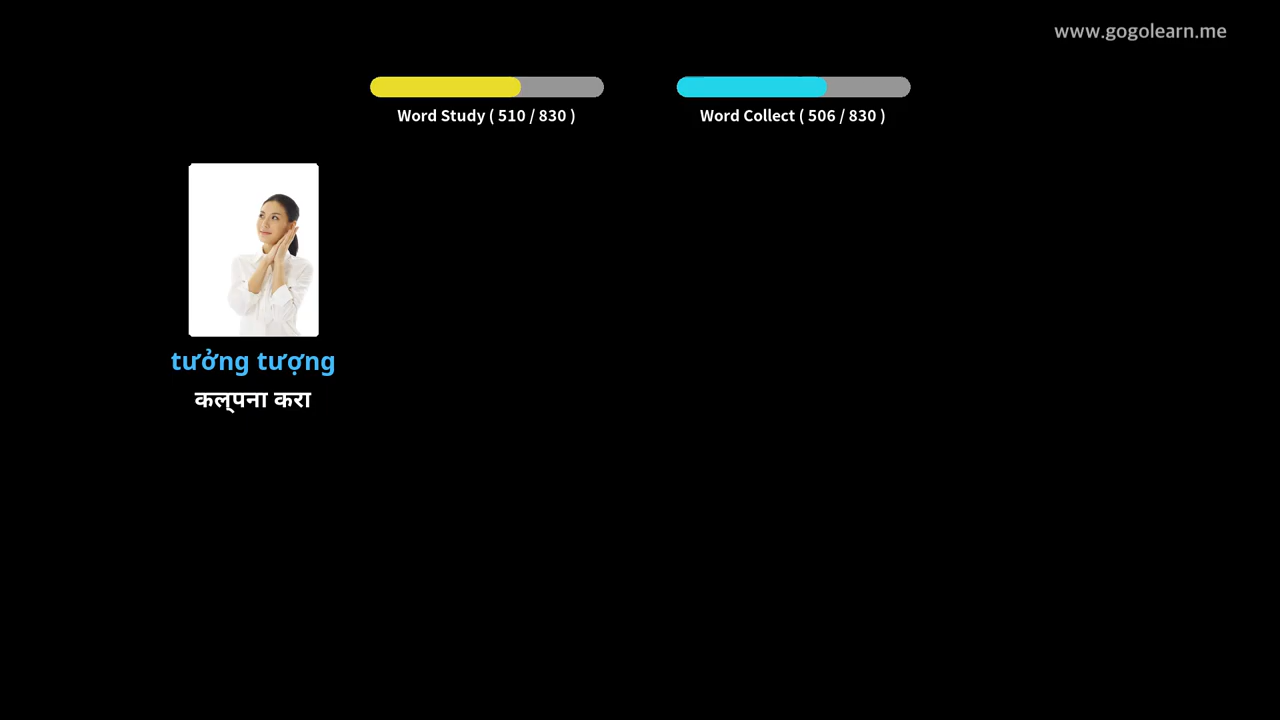 www.gogolearn.me
Word Study ( 510 / 830 )
Word Collect ( 506 / 830 )
tưởng tượng
कल्पना करा